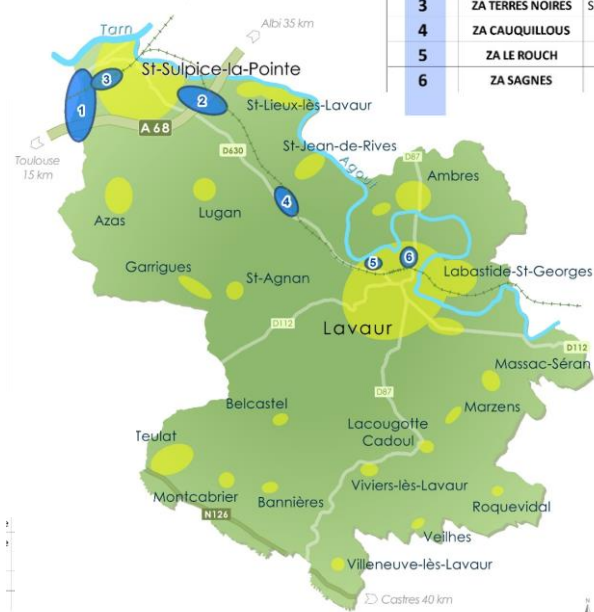 3 ZA TERRES NOIRES S
4 ZA CAUQUILLOUS
5 ZA LE ROUCH
6 ZA SAGNES
Albi 35 km
Tarn
St-Sulpice-la-Pointe
3
1
2
St-Lieux-lès-Lavaur
A 68
Toulouse
15 km
D630
St-Jean-de-Rives
Agout
D87
Ambres
4
Azas
Lugan
5
6
Garrigues
St-Agnan
Labastide-St-Georges
D112
Lavaur
D112
Massac-Séran
D87
Belcastel
Marzens
Lacougotte
Cadoul
Teulat
Viviers-lès-Lavaur
Montcabrier
Bannières
Roquevidal
N126
Veilhes
Villeneuve-lès-Lavaur
Castres 40 km
N